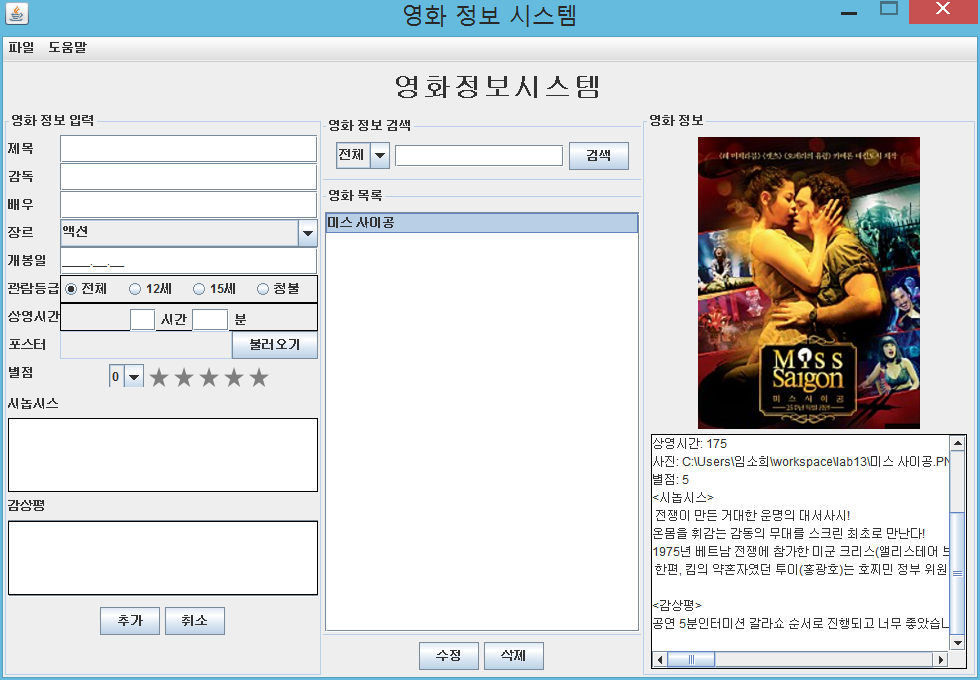 영화 정보 시스템
파일 도움말
영화정보시스템
영화 정보 입력
제목
감독
배우
장르 액션
개봉일 ____.__.__
관람등급 전체 12세 15세 청불
상영시간 시간 분
포스터 불러오기
별점 0 ★★★★★
시놉시스
감상평
추가 취소
영화 정보 검색
전체 검색
영화 목록
미스 사이공
수정 삭제
영화 정보
MISS
Saigon
미스사이공
상영시간: 175
사진: C:\Users\임소희\workspace\lab13\미스 사이공.PN
별점: 5
<시놉시스>
전쟁이 만든 거대한 운명의 대서사시!
온몸을 휘감는 감동의 무대를 스크린 최초로 만난다!
1975년 베트남 전쟁에 참가한 미군 크리스(앨리스테어
한편, 킴의 약혼자였던 투이(홍광호)는 호찌민 정부 위원
<감상평>
공연 5분인터미션 갈라쇼 순서로 진행되고 너무 좋았습니